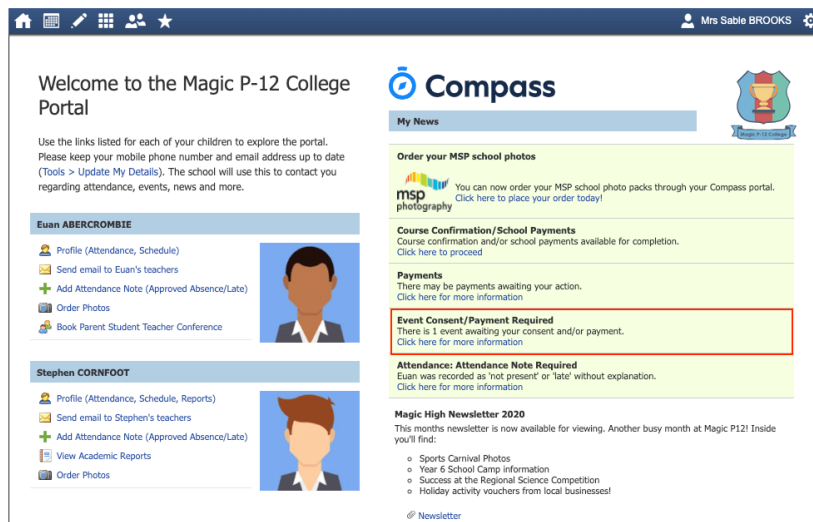 Mrs Sable BROOKS
Welcome to the Magic P-12 College
Portal
Use the links listed for each of your children to explore the portal.
Please keep your mobile phone number and email address up to date
(Tools > Update My Details). The school will use this to contact you
regarding attendance, events, news and more.
Euan ABERCROMBIE
Profile (Attendance, Schedule)
Send email to Euan's teachers
Add Attendance Note (Approved Absence/Late)
Order Photos
Book Parent Student Teacher Conference
Stephen CORNFOOT
Profile (Attendance, Schedule, Reports)
Send email to Stephen's teachers
Add Attendance Note (Approved Absence/Late)
View Academic Reports
Order Photos
Compass
Magic P-12 College
My News
Order your MSP school photos
msp
photography
You can now order your MSP school photo packs through your Compass portal.
Click here to place your order today!
Course Confirmation/School Payments
Course confirmation and/or school payments available for completion.
Click here to proceed
Payments
There may be payments awaiting your action.
Click here for more information
Event Consent/Payment Required
There is 1 event awaiting your consent and/or payment.
Click here for more information
Attendance: Attendance Note Required
Euan was recorded as 'not present' or 'late' without explanation.
Click here for more information
Magic High Newsletter 2020
This months newsletter is now available for viewing. Another busy month at Magic P12! Inside
you'll find:
Sports Carnival Photos
Year 6 School Camp information
Success at the Regional Science Competition
Holiday activity vouchers from local businesses!
Newsletter